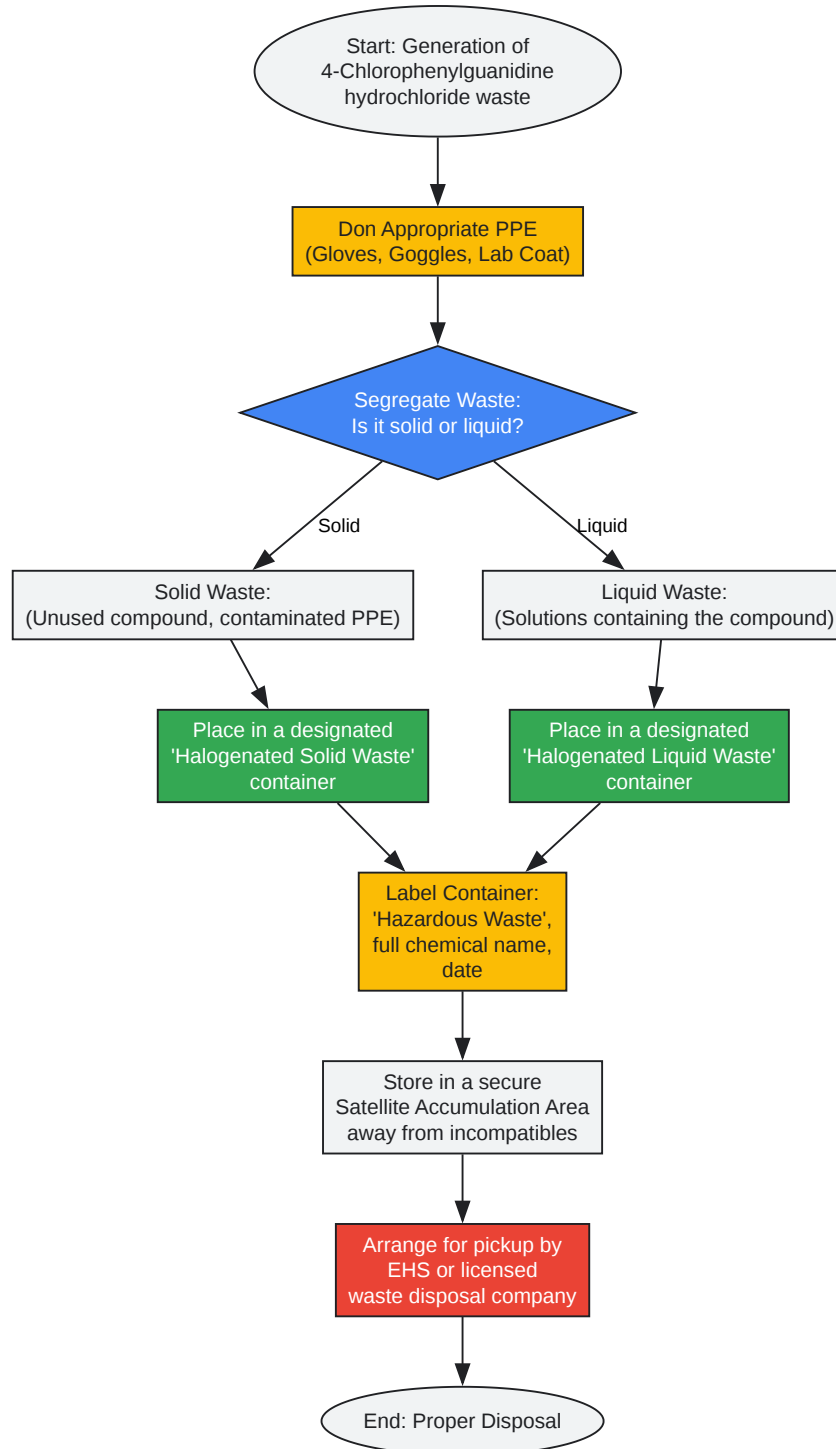 Start: Generation of
4-Chlorophenylguanidine
hydrochloride waste
Don Appropriate PPE
(Gloves, Goggles, Lab Coat)
Segregate Waste:
Is it solid or liquid?
Solid
Liquid
Solid Waste:
(Unused compound, contaminated PPE)
Liquid Waste:
(Solutions containing the compound)
Place in a designated
'Halogenated Solid Waste'
container
Place in a designated
'Halogenated Liquid Waste'
container
Label Container:
'Hazardous Waste',
full chemical name,
date
Store in a secure
Satellite Accumulation Area
away from incompatibles
Arrange for pickup by
EHS or licensed
waste disposal company
End: Proper Disposal